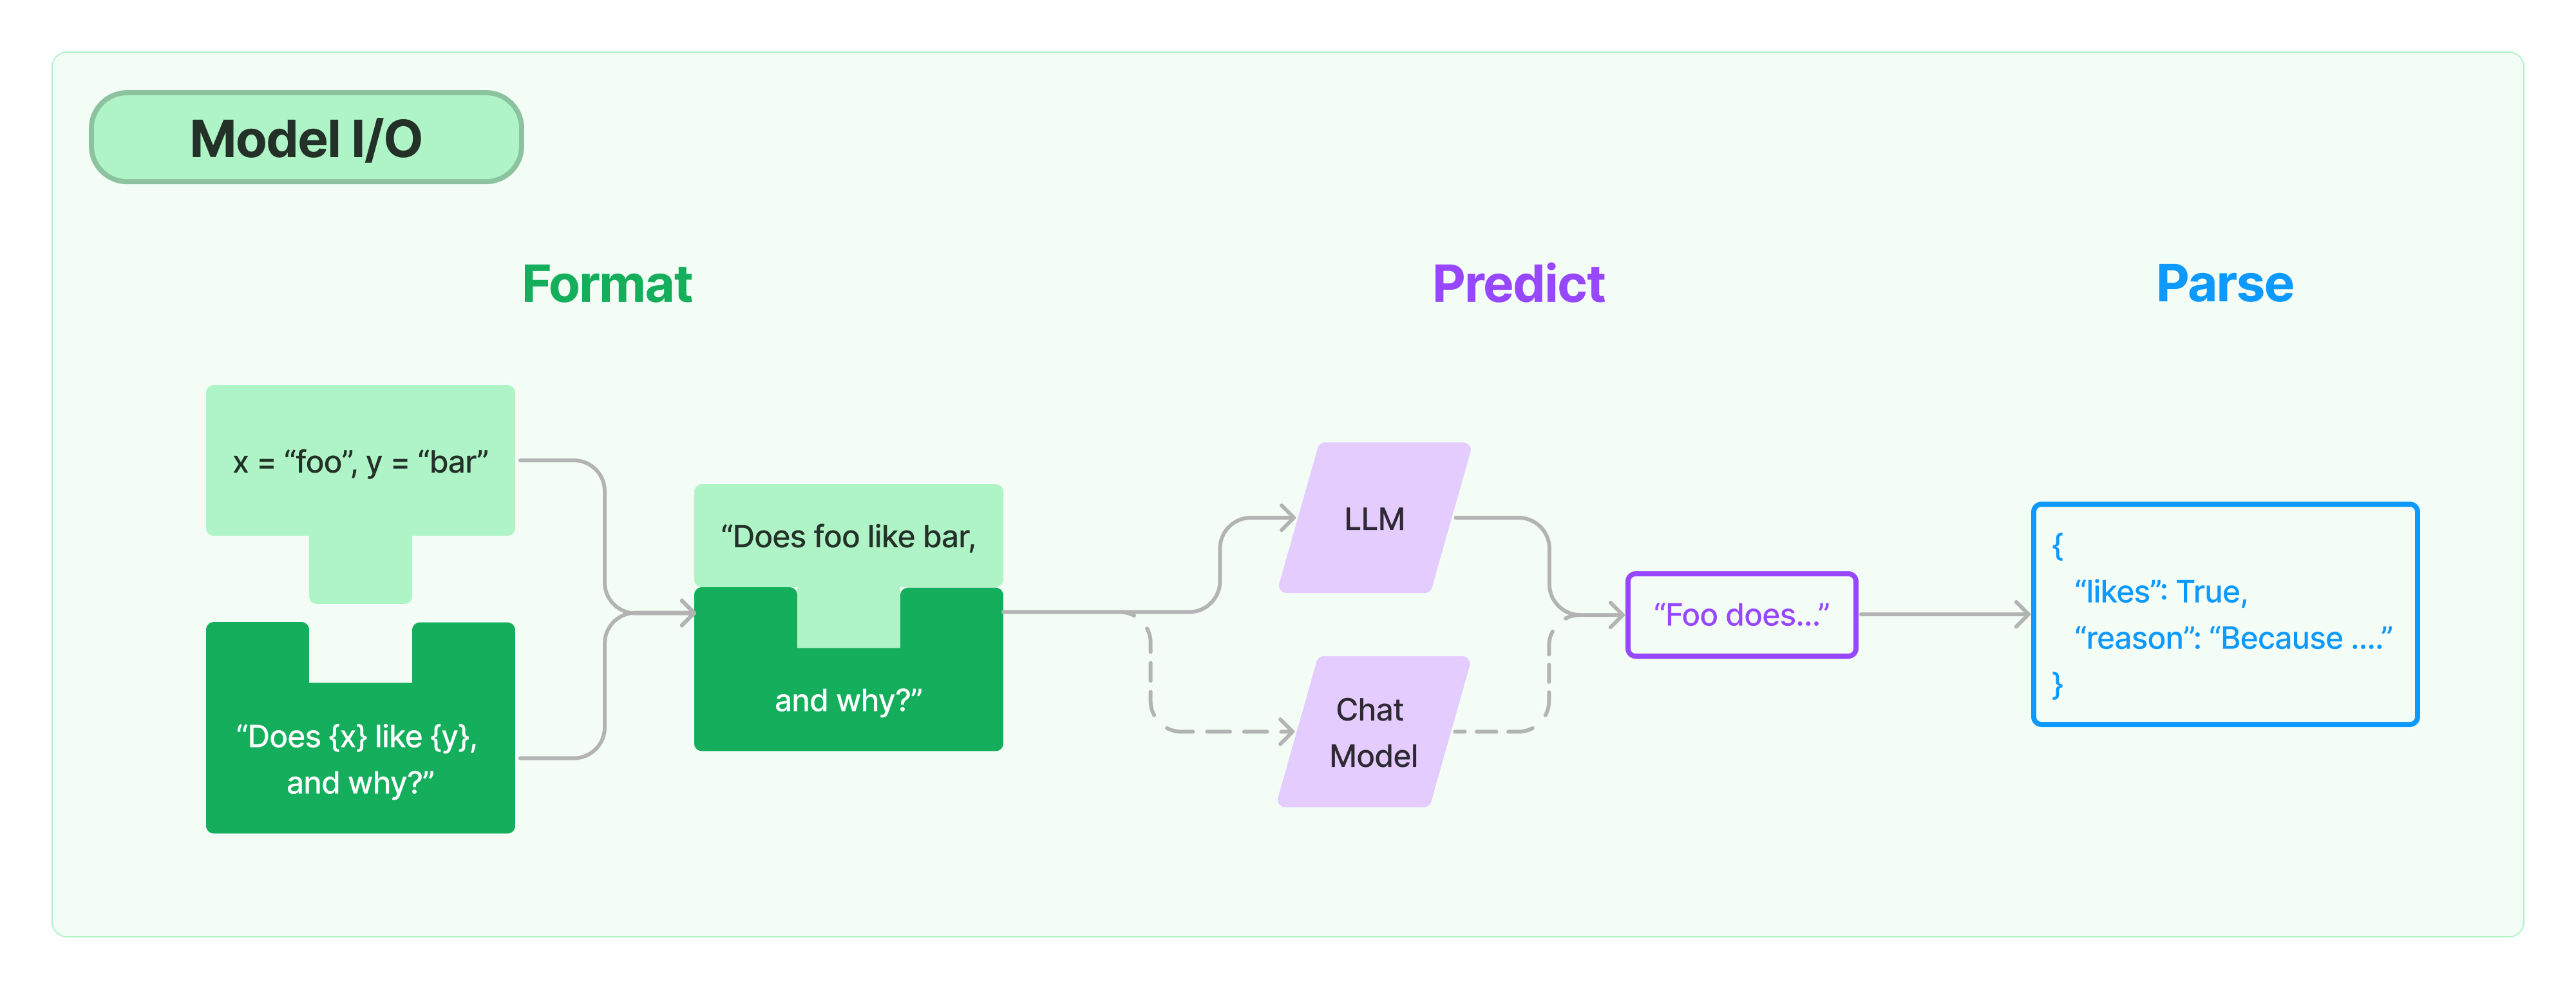 Model I/O
Format
Predict
Parse
x = “foo”, y = “bar”
“Does {x} like {y},
and why?”
“Does foo like bar,
and why?”
LLM
Chat
Model
“Foo does...”
{
“likes”: True,
“reason”: “Because ....”
}